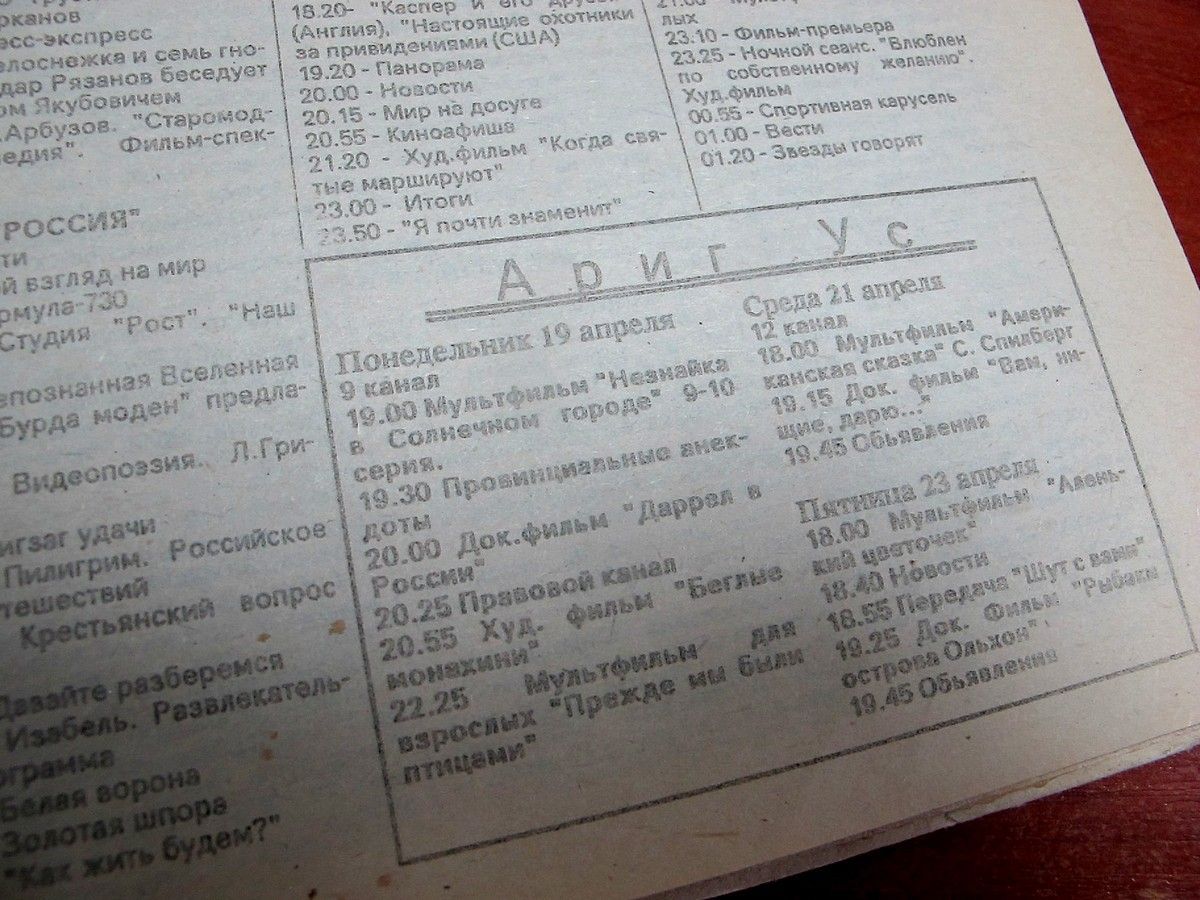 рканов
есс-экспресс
елоснежка и семь гно-
дар Рязанов беседует
ом Якубовичем
.Арбузов. "Старомод-
едия". Фильм-спек-
РОССИЯ"
ти
й взгляд на мир
рмула-730
Студия "Рост". "Наш
епознанная Вселенная
Бурда моден" предла-
Видеопоэзия. Л.Гри-
игзаг удачи
Пилигрим. Российское
тешествий
Крестьянский вопрос
Давайте разберемся
Изабель. Развлекатель-
ограмма
Белая ворона
Золотая шпора
"Как жить будем?"
18.20- "Каспер и его друзья"
(Англия), "Настоящие охотники
за привидениями (США)
19.20 - Панорама
20.00 - Новости
20.15 - Мир на досуге
20.55 - Киноафиша
21.20 - Худ.фильм "Когда свя-
тые маршируют"
23.00 - Итоги
23.50 - "Я почти знаменит"
лых
23.10 - Фильм-премьера
23.25 - Ночной сеанс. "Влюблен
по собственному желанию".
Худ.фильм
00.55 - Спортивная карусель
01.00 - Вести
01.20 - Звезды говорят
Ариг Ус
Понедельник 19 апреля
9 канал
19.00 Мультфильм "Незнайка
в Солнечном городе" 9-10
серия.
19.30 Провинциальные анек-
доты
20.00 Док.фильм "Даррел в
России"
20.25 Правовой канал
20.55 Худ. фильм "Беглые
монахини"
22.25 Мультфильм для
взрослых "Прежде мы были
птицами"
Среда 21 апреля
12 канал
18.00 Мультфильм "Амери-
канская сказка" С. Спилберг
19.15 Док. фильм "Вам, ни-
щие, дарю..."
19.45 Обьявления
Пятница 23 апреля
18.00 Мультфильм "Алень-
кий цветочек"
18.40 Новости
18.55 Передача "Шут с вами"
19.25 Док. Фильм "Рыбаки
острова Ольхон"
19.45 Обьявления